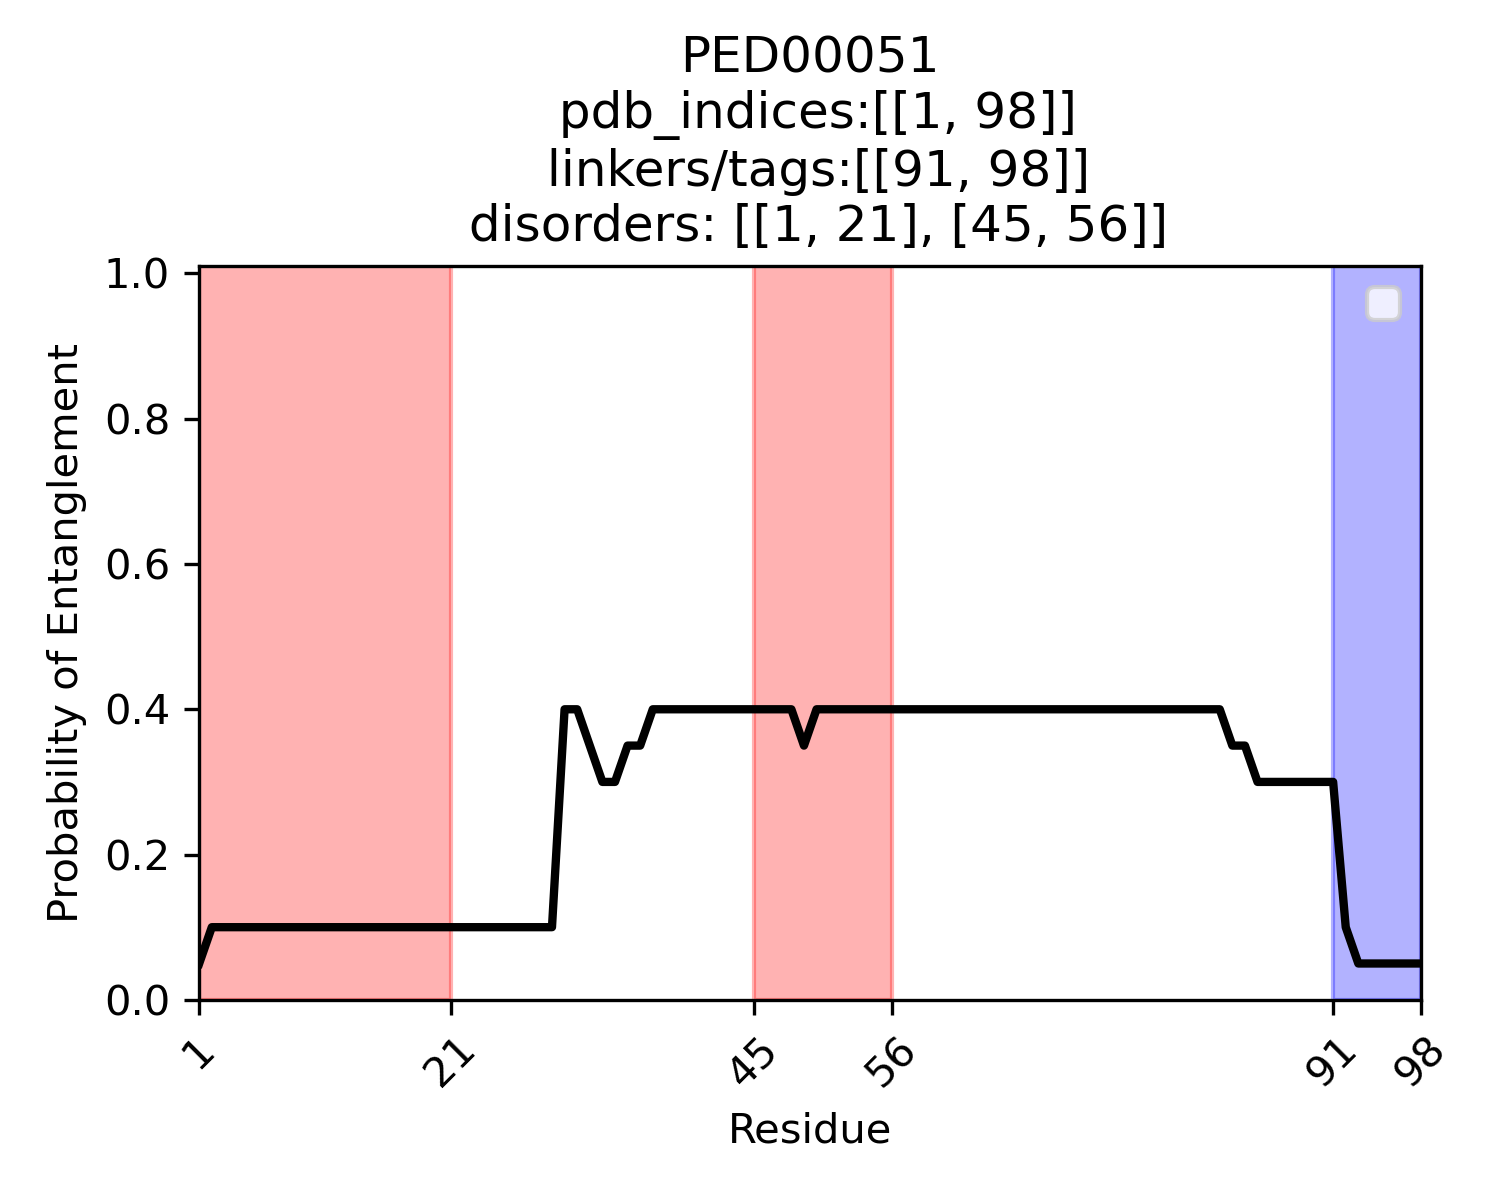 PED00051
pdb_indices:[[1, 98]]
linkers/tags:[[91, 98]]
disorders: [[1, 21], [45, 56]]
Probability of Entanglement
1.0
0.8
0.6
0.4
0.2
0.0
1 21 45 56 91 98
Residue